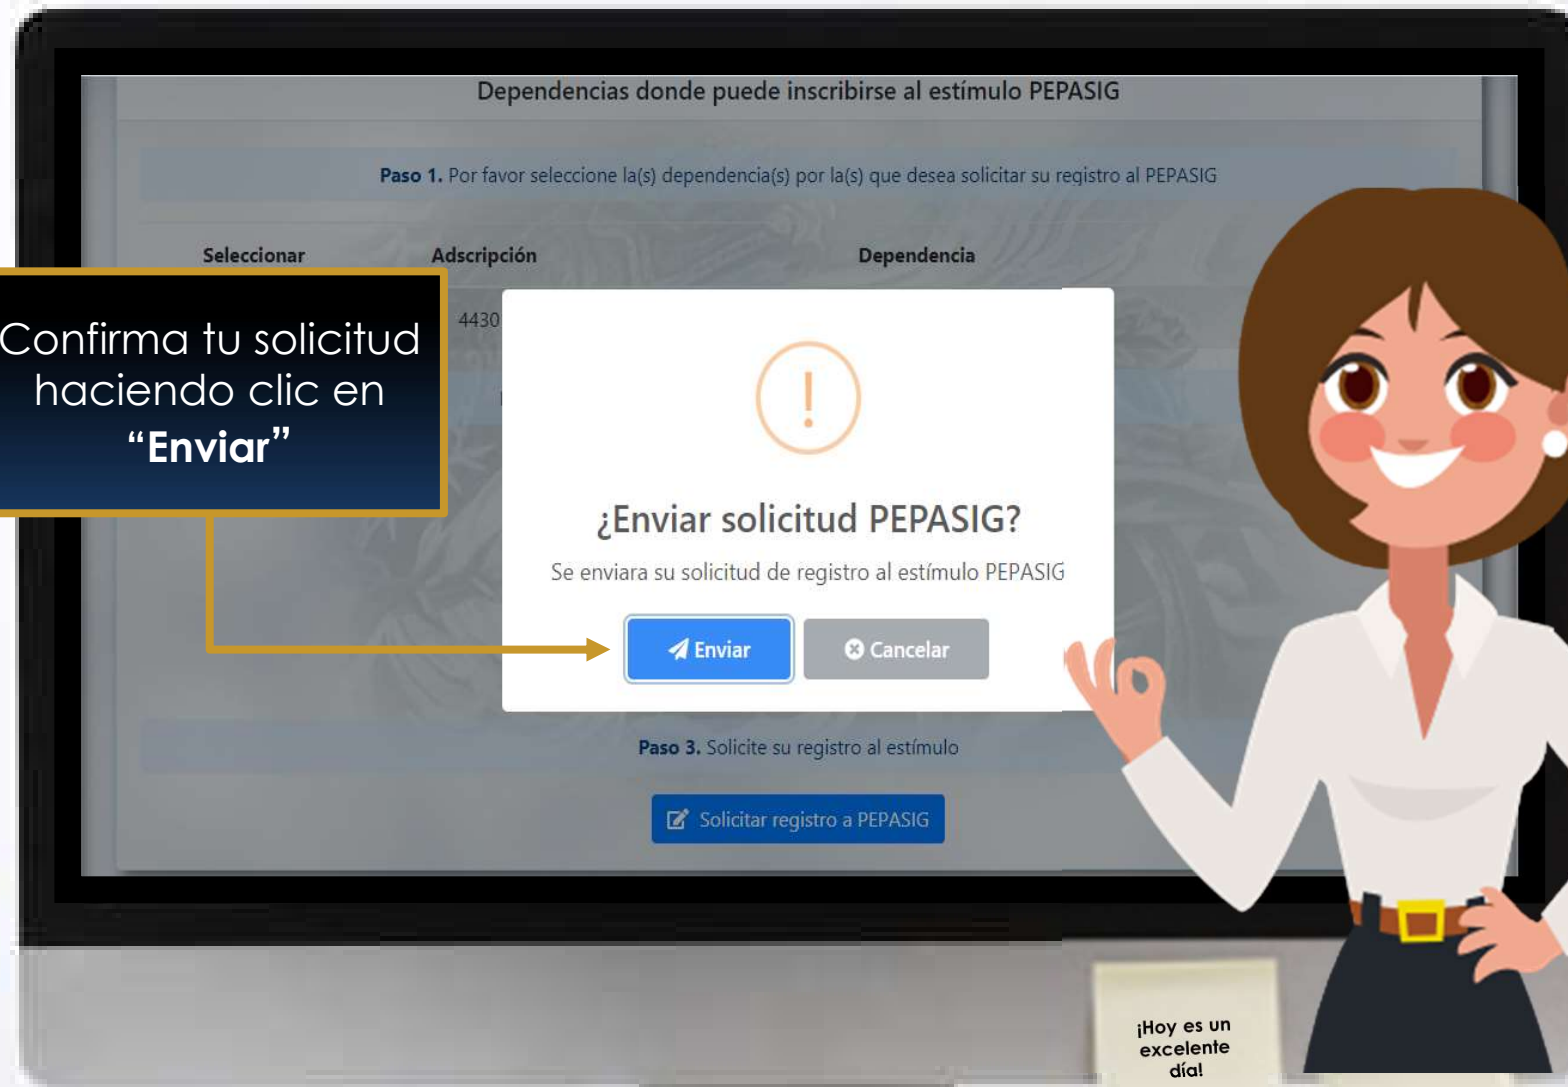 Dependencias donde puede inscribirse al estímulo PEPASIG
Paso 1. Por favor seleccione la(s) dependencia(s) por la(s) que desea solicitar su registro al PEPASIG
Seleccionar Adscripción Dependencia
4430
Confirma tu solicitud
haciendo clic en
“Enviar”
¿Enviar solicitud PEPASIG?
Se enviara su solicitud de registro al estímulo PEPASIG
Enviar Cancelar
Paso 3. Solicite su registro al estímulo
Solicitar registro a PEPASIG
¡Hoy es un
excelente
día!